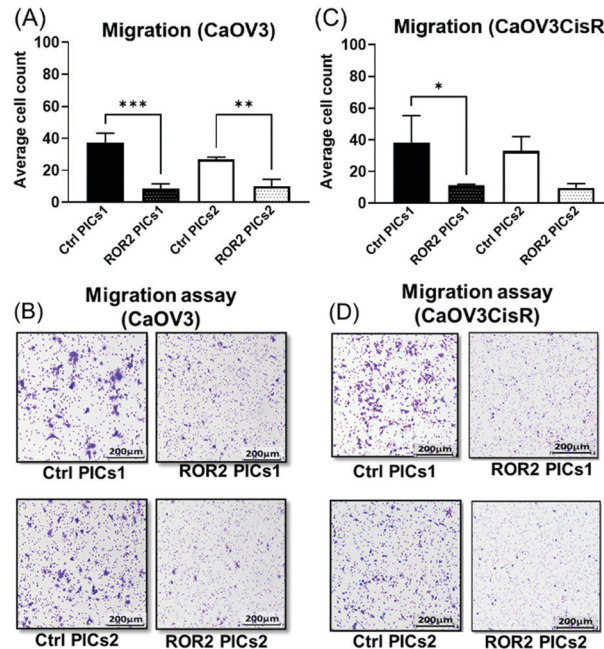 (A)
Migration (CaOV3)
Average cell count
100
80
60
40
20
0
***
**
Ctrl PICs1
ROR2 PICs1
Ctrl PICs2
ROR2 PICs2
(C)
Migration (CaOV3CisR
Average cell count
100
80
60
40
20
0
*
Ctrl PICs1
ROR2 PICs1
Ctrl PICs2
ROR2 PICs2
(B)
Migration assay
(CaOV3)
200μm
200μm
Ctrl PICs1
ROR2 PICs1
200μm
200μm
Ctrl PICs2
ROR2 PICs2
(D)
Migration assay
(CaOV3CisR)
200μm
200μm
Ctrl PICs1
ROR2 PICs1
200μm
200μm
Ctrl PICs2
ROR2 PICs2